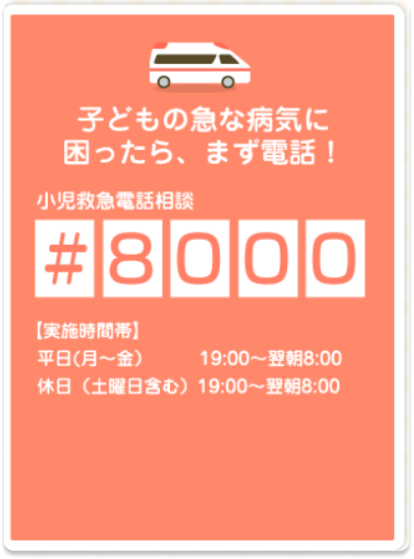 子どもの急な病気に
困ったら、まず電話！
小児救急電話相談
#8000
【実施時間帯】
平日(月～金） 19:00～翌朝8:00
休日（土曜日含む）19:00～翌朝8:00